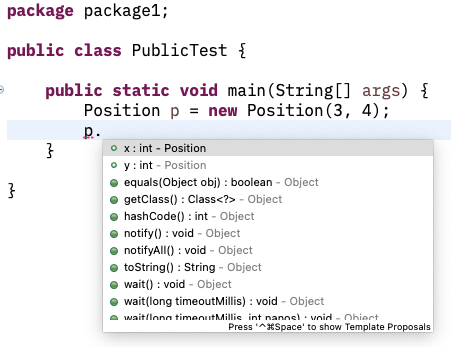 package package1;
public class PublicTest {
public static void main(String[] args) {
Position p = new Position(3, 4);
p.
}
}
x : int - Position
y : int - Position
equals(Object obj) : boolean - Object
getClass() : Class<?> - Object
hashCode() : int - Object
notify() : void - Object
notifyAll() : void - Object
toString() : String - Object
wait() : void - Object
wait(long timeoutMillis) : void - Object
wait(long timeoutMillis, int nanos) : void - Object
Press '^⌘Space' to show Template Proposals